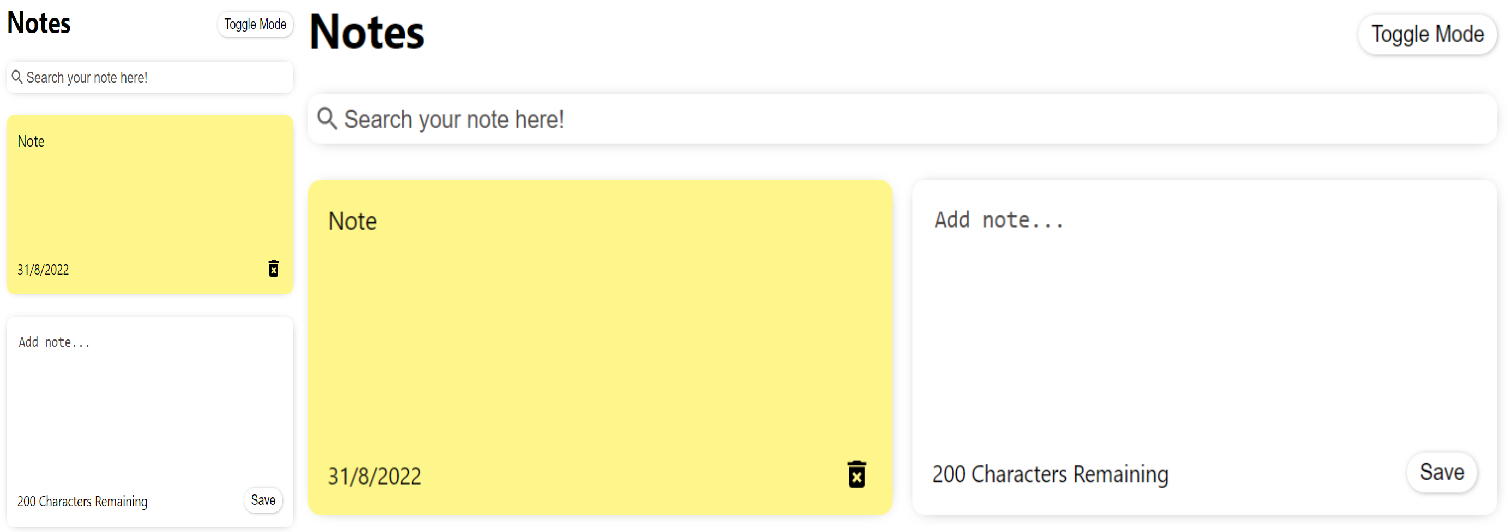 Notes
Toggle Mode
Search your note here!
Note
31/8/2022
Add note...
200 Characters Remaining
Save
Notes
Toggle Mode
Search your note here!
Note
31/8/2022
Add note...
200 Characters Remaining
Save